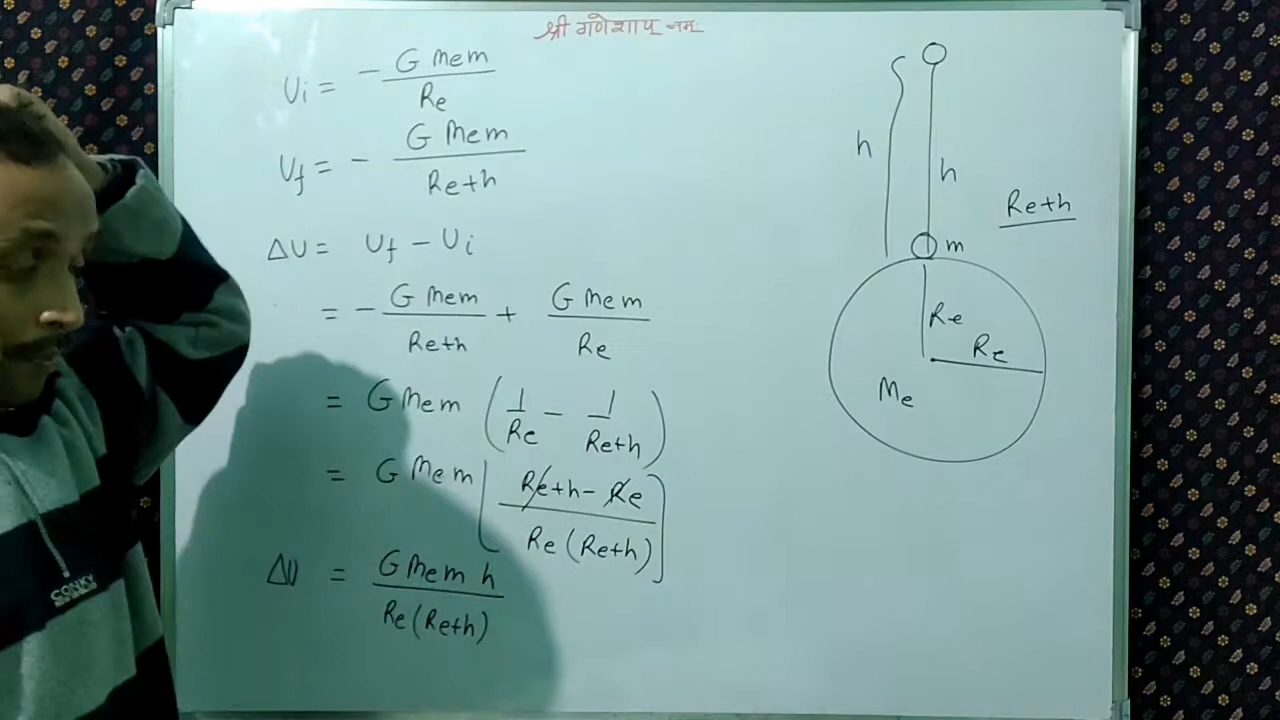 श्री गणेशाय नमः
Ui = - G Mem / Re
Uf = - G Mem / Re+h
ΔU = Uf - Ui
= - G Mem / Re+h + G Mem / Re
= G Mem ( 1/Re - 1/Re+h )
= G Mem [ Re+h - Re / Re (Re+h) ]
ΔU = G Mem h / Re (Re+h)
h
h
Re+h
m
Re
Re
Me
CONKY